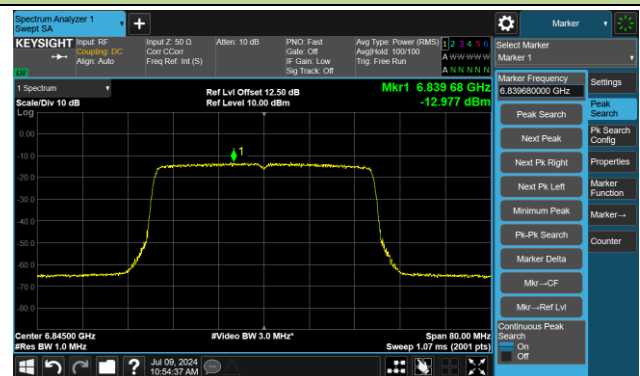 Spectrum Analyzer 1
Swept SA
Marker
KEYSIGHT
Input: RF
Coupling: DC
Align: Auto
Input Z: 50 Ω
Corr CCorr
Freq Ref: Int (S)
Atten: 10 dB
PNO: Fast
Gate: Off
IF Gain: Low
Sig Track: Off
Avg Type: Power (RMS)
Avg|Hold: 100/100
Trig: Free Run
1 2 3 4 5 6
A W W W W W
A N N N N N
LXI
Select Marker
Marker 1
1 Spectrum
Scale/Div 10 dB
Log
Ref Lvl Offset 12.50 dB
Ref Level 10.00 dBm
Mkr1 6.839 68 GHz
-12.977 dBm
0.00
-10.0
-20.0
-30.0
-40.0
-50.0
-60.0
-70.0
-80.0
1
Center 6.84500 GHz
#Res BW 1.0 MHz
#Video BW 3.0 MHz*
Span 80.00 MHz
Sweep 1.07 ms (2001 pts)
Marker Frequency
6.839680000 GHz
Peak Search
Next Peak
Next Pk Right
Next Pk Left
Minimum Peak
Pk-Pk Search
Marker Delta
Mkr→CF
Mkr→Ref Lvl
Continuous Peak
Search
On
Off
Settings
Peak
Search
Pk Search
Config
Properties
Marker
Function
Marker→
Counter
Jul 09, 2024
10:54:37 AM